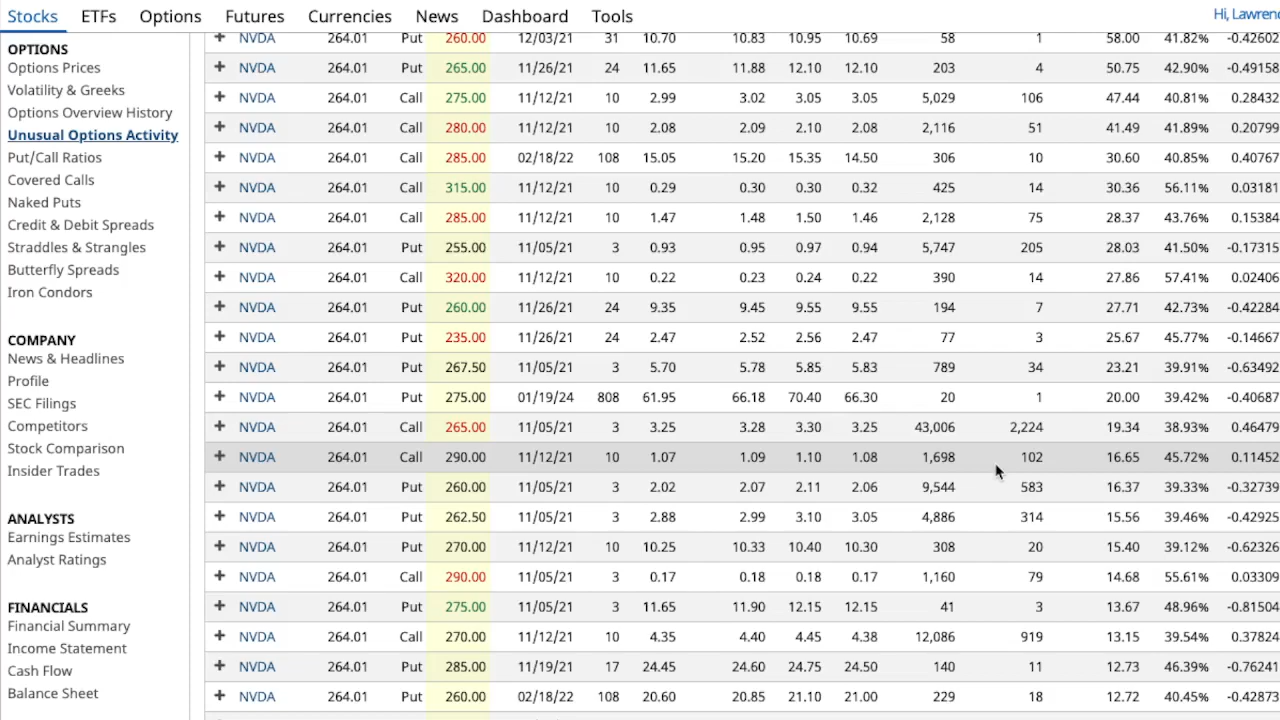 Stocks ETFs Options Futures Currencies News Dashboard Tools Hi, Lawren
OPTIONS
Options Prices
Volatility & Greeks
Options Overview History
Unusual Options Activity
Put/Call Ratios
Covered Calls
Naked Puts
Credit & Debit Spreads
Straddles & Strangles
Butterfly Spreads
Iron Condors
COMPANY
News & Headlines
Profile
SEC Filings
Competitors
Stock Comparison
Insider Trades
ANALYSTS
Earnings Estimates
Analyst Ratings
FINANCIALS
Financial Summary
Income Statement
Cash Flow
Balance Sheet
+ NVDA 264.01 Put 260.00 12/03/21 31 10.70 10.83 10.95 10.69 58 1 58.00 41.82% -0.42602
+ NVDA 264.01 Put 265.00 11/26/21 24 11.65 11.88 12.10 12.10 203 4 50.75 42.90% -0.49158
+ NVDA 264.01 Call 275.00 11/12/21 10 2.99 3.02 3.05 3.05 5,029 106 47.44 40.81% 0.28432
+ NVDA 264.01 Call 280.00 11/12/21 10 2.08 2.09 2.10 2.08 2,116 51 41.49 41.89% 0.20799
+ NVDA 264.01 Call 285.00 02/18/22 108 15.05 15.20 15.35 14.50 306 10 30.60 40.85% 0.40767
+ NVDA 264.01 Call 315.00 11/12/21 10 0.29 0.30 0.30 0.32 425 14 30.36 56.11% 0.03181
+ NVDA 264.01 Call 285.00 11/12/21 10 1.47 1.48 1.50 1.46 2,128 75 28.37 43.76% 0.15384
+ NVDA 264.01 Put 255.00 11/05/21 3 0.93 0.95 0.97 0.94 5,747 205 28.03 41.50% -0.17315
+ NVDA 264.01 Call 320.00 11/12/21 10 0.22 0.23 0.24 0.22 390 14 27.86 57.41% 0.02406
+ NVDA 264.01 Put 260.00 11/26/21 24 9.35 9.45 9.55 9.55 194 7 27.71 42.73% -0.42284
+ NVDA 264.01 Put 235.00 11/26/21 24 2.47 2.52 2.56 2.47 77 3 25.67 45.77% -0.14667
+ NVDA 264.01 Put 267.50 11/05/21 3 5.70 5.78 5.85 5.83 789 34 23.21 39.91% -0.63492
+ NVDA 264.01 Put 275.00 01/19/24 808 61.95 66.18 70.40 66.30 20 1 20.00 39.42% -0.40687
+ NVDA 264.01 Call 265.00 11/05/21 3 3.25 3.28 3.30 3.25 43,006 2,224 19.34 38.93% 0.46479
+ NVDA 264.01 Call 290.00 11/12/21 10 1.07 1.09 1.10 1.08 1,698 102 16.65 45.72% 0.11452
+ NVDA 264.01 Put 260.00 11/05/21 3 2.02 2.07 2.11 2.06 9,544 583 16.37 39.33% -0.32739
+ NVDA 264.01 Put 262.50 11/05/21 3 2.88 2.99 3.10 3.05 4,886 314 15.56 39.46% -0.42925
+ NVDA 264.01 Put 270.00 11/12/21 10 10.25 10.33 10.40 10.30 308 20 15.40 39.12% -0.62326
+ NVDA 264.01 Call 290.00 11/05/21 3 0.17 0.18 0.18 0.17 1,160 79 14.68 55.61% 0.03309
+ NVDA 264.01 Put 275.00 11/05/21 3 11.65 11.90 12.15 12.15 41 3 13.67 48.96% -0.81504
+ NVDA 264.01 Call 270.00 11/12/21 10 4.35 4.40 4.45 4.38 12,086 919 13.15 39.54% 0.37824
+ NVDA 264.01 Put 285.00 11/19/21 17 24.45 24.60 24.75 24.50 140 11 12.73 46.39% -0.76241
+ NVDA 264.01 Put 260.00 02/18/22 108 20.60 20.85 21.10 21.00 229 18 12.72 40.45% -0.42873